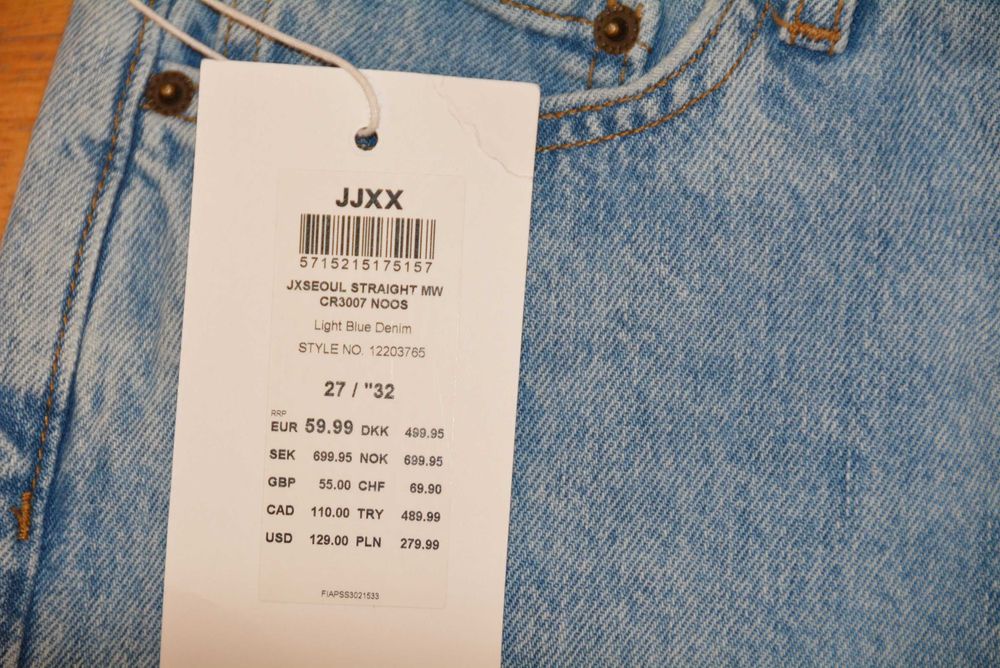 JJXX
5715215175157
JXSEOUL STRAIGHT MW
CR3007 NOOS
Light Blue Denim
STYLE NO. 12203765
27 / "32
RRP
EUR 59.99 DKK 499.95
SEK 699.95 NOK 699.95
GBP 55.00 CHF 69.90
CAD 110.00 TRY 489.99
USD 129.00 PLN 279.99
FIAPSS3021533